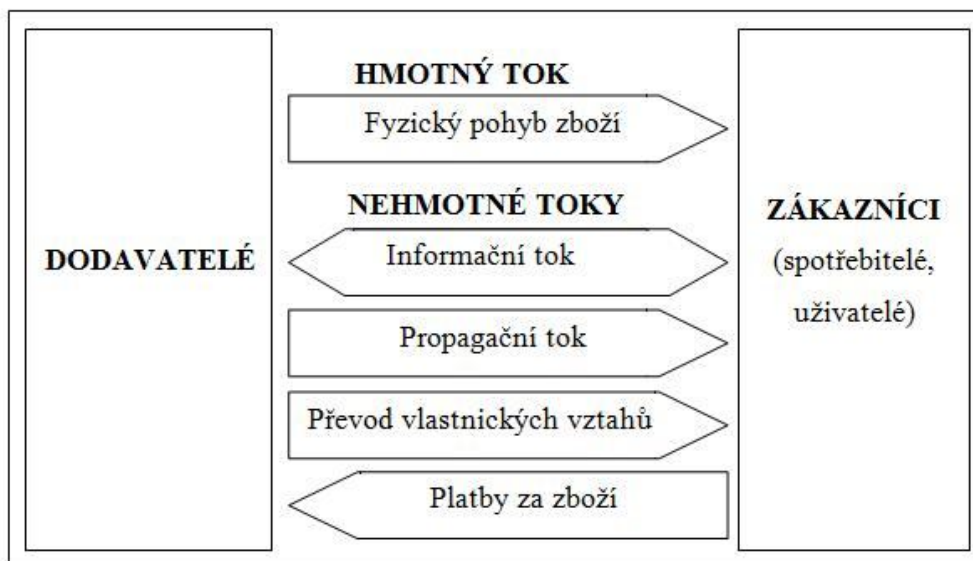 DODAVATELÉ
HMOTNÝ TOK
Fyzický pohyb zboží
NEHMOTNÉ TOKY
Informační tok
Propagační tok
Převod vlastnických vztahů
Platby za zboží
ZÁKAZNÍCI
(spotřebitelé,
uživatelé)